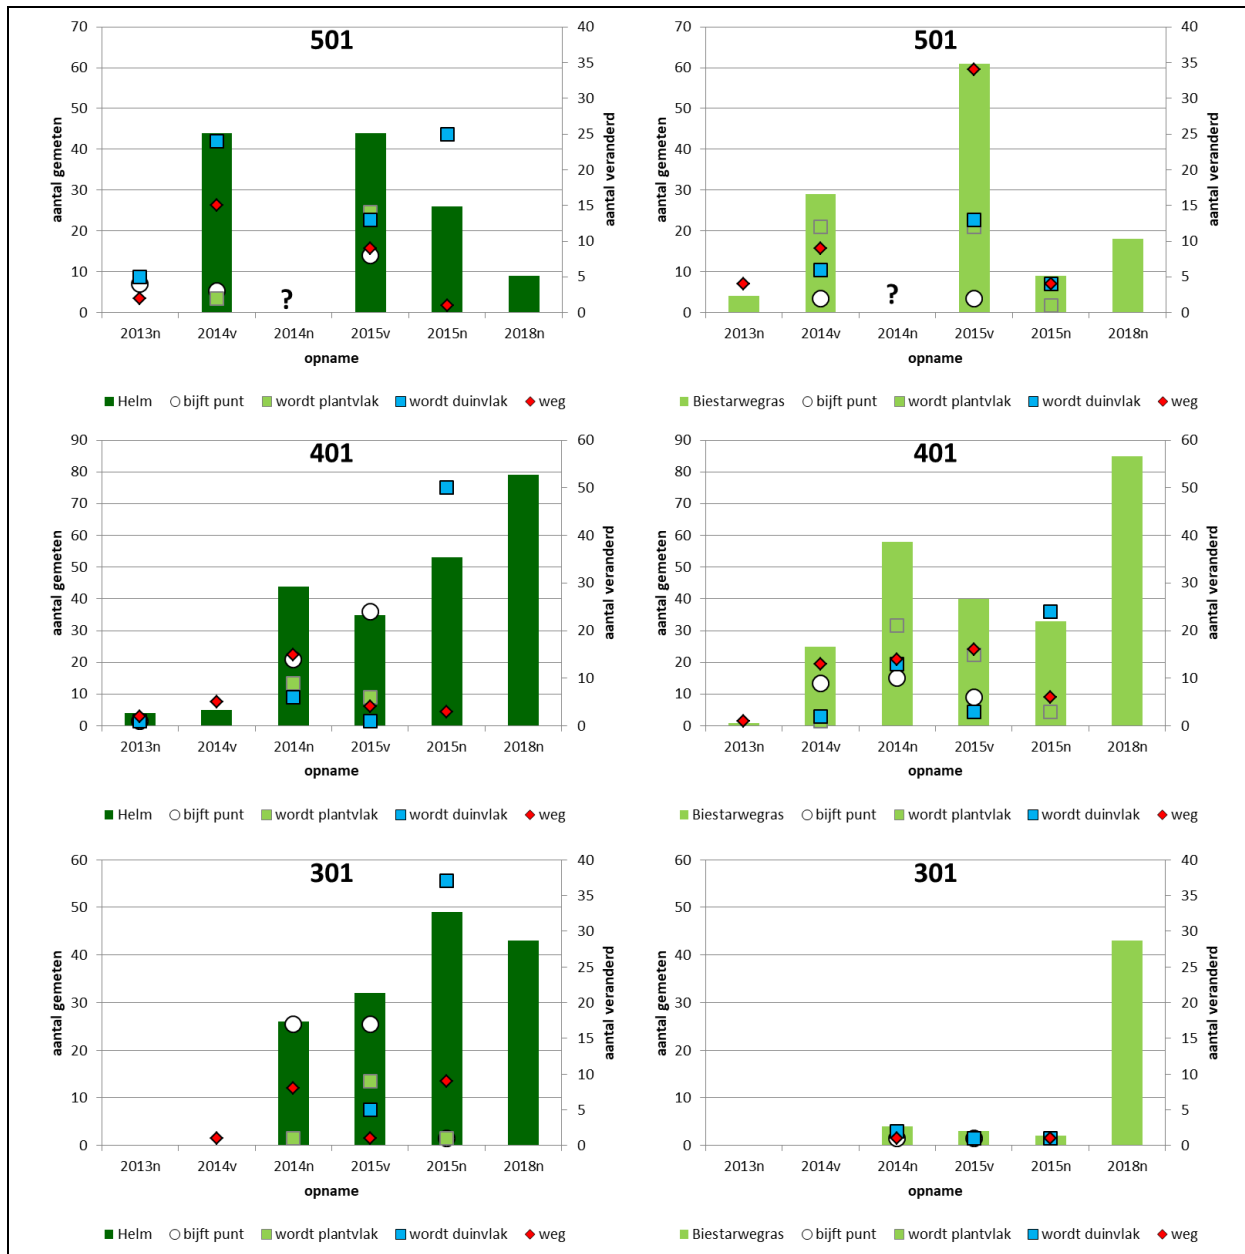 501
70 60 50 40 30 20 10 0
aantal gemeten
40 35 30 25 20 15 10 5 0
aantal veranderd
?
2013n 2014v 2014n 2015v 2015n 2018n
opname
Helm bijft punt wordt plantvlak wordt duinvlak weg
501
70 60 50 40 30 20 10 0
aantal gemeten
40 35 30 25 20 15 10 5 0
aantal veranderd
?
2013n 2014v 2014n 2015v 2015n 2018n
opname
Biestarwegras bijft punt wordt plantvlak wordt duinvlak weg
401
90 80 70 60 50 40 30 20 10 0
aantal gemeten
60 50 40 30 20 10 0
aantal veranderd
2013n 2014v 2014n 2015v 2015n 2018n
opname
Helm bijft punt wordt plantvlak wordt duinvlak weg
401
90 80 70 60 50 40 30 20 10 0
aantal gemeten
60 50 40 30 20 10 0
aantal veranderd
2013n 2014v 2014n 2015v 2015n 2018n
opname
Biestarwegras bijft punt wordt plantvlak wordt duinvlak weg
301
60 50 40 30 20 10 0
aantal gemeten
40 35 30 25 20 15 10 5 0
aantal veranderd
2013n 2014v 2014n 2015v 2015n 2018n
opname
Helm bijft punt wordt plantvlak wordt duinvlak weg
301
60 50 40 30 20 10 0
aantal gemeten
40 35 30 25 20 15 10 5 0
aantal veranderd
2013n 2014v 2014n 2015v 2015n 2018n
opname
Biestarwegras bijft punt wordt plantvlak wordt duinvlak weg